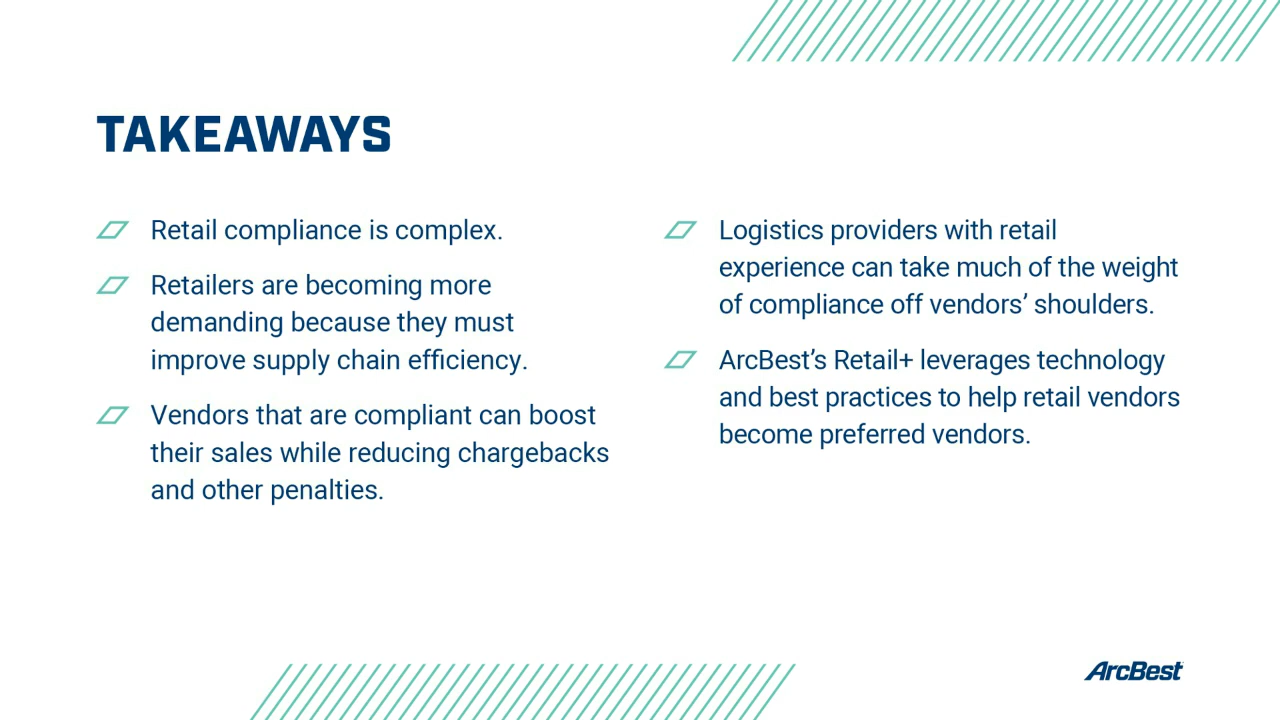 TAKEAWAYS
Retail compliance is complex.
Retailers are becoming more
demanding because they must
improve supply chain efficiency.
Vendors that are compliant can boost
their sales while reducing chargebacks
and other penalties.
Logistics providers with retail
experience can take much of the weight
of compliance off vendors’ shoulders.
ArcBest’s Retail+ leverages technology
and best practices to help retail vendors
become preferred vendors.
ArcBest